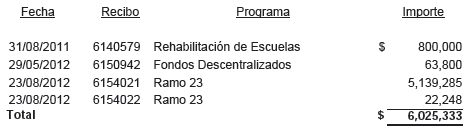 Fecha Recibo Programa Importe
31/08/2011 6140579 Rehabilitación de Escuelas $ 800,000
29/05/2012 6150942 Fondos Descentralizados 63,800
23/08/2012 6154021 Ramo 23 5,139,285
23/08/2012 6154022 Ramo 23 22,248
Total $ 6,025,333